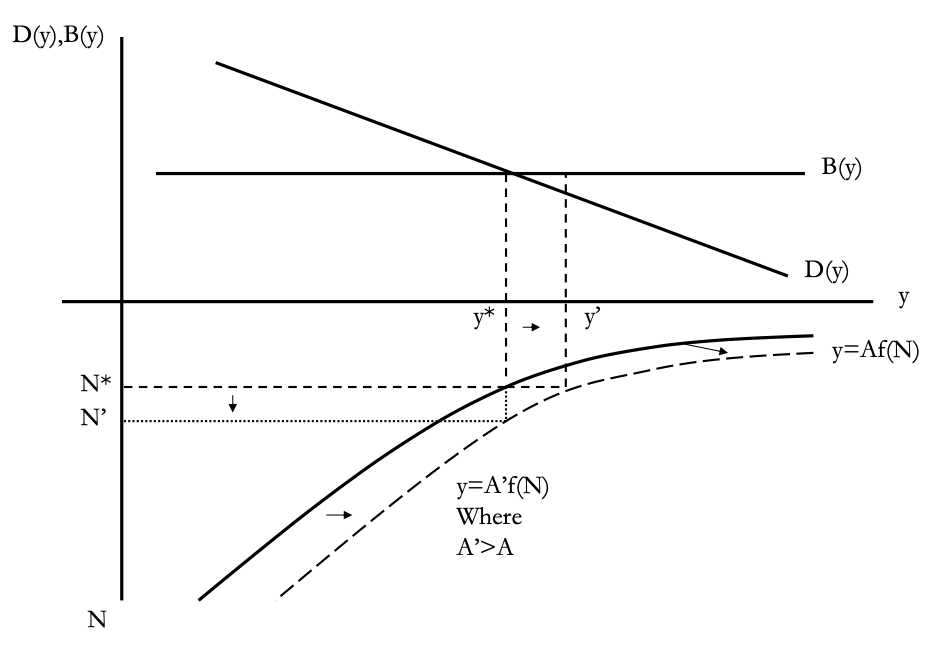 D(y),B(y)
B(y)
D(y)
y
y*
y’
y=Af(N)
N*
N’
y=A’f(N)
Where
A’>A
N